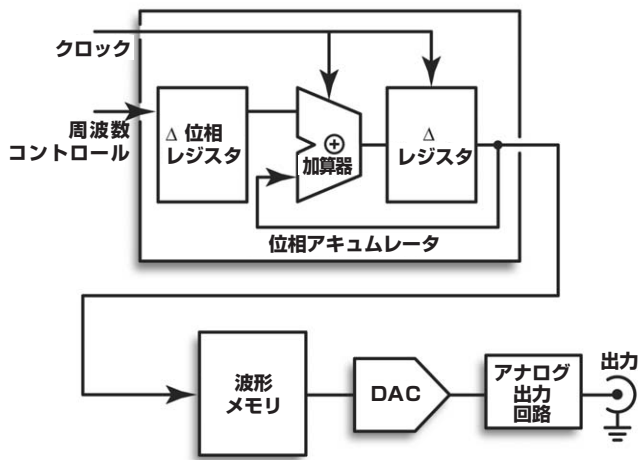 クロック
周波数
コントロール
Δ 位相
レジスタ
加算器
Δ
レジスタ
位相アキュムレータ
波形
メモリ
DAC
アナログ
出力
回路
出力